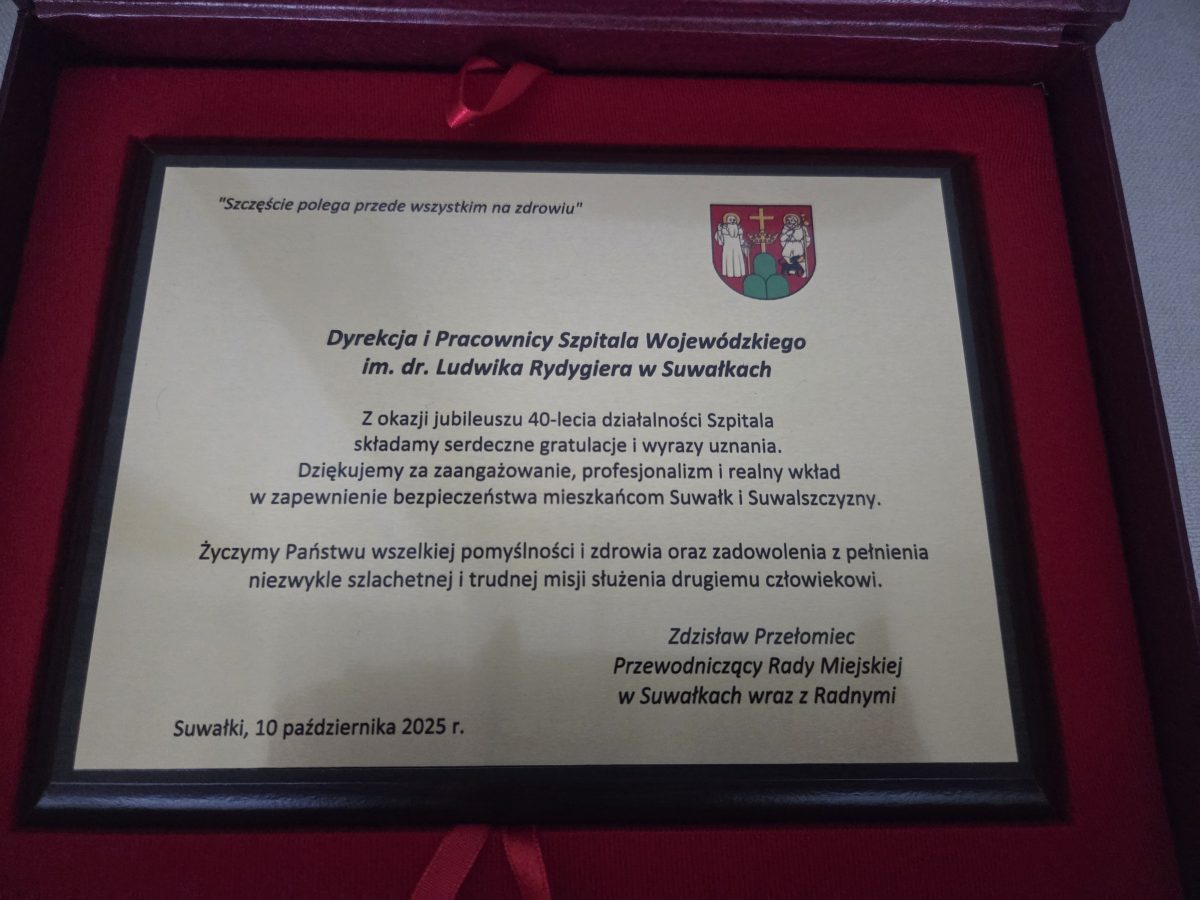 "Szczęście polega przede wszystkim na zdrowiu"
Dyrekcja i Pracownicy Szpitala Wojewódzkiego
im. dr. Ludwika Rydygiera w Suwałkach
Z okazji jubileuszu 40-lecia działalności Szpitala
składamy serdeczne gratulacje i wyrazy uznania.
Dziękujemy za zaangażowanie, profesjonalizm i realny wkład
w zapewnienie bezpieczeństwa mieszkańcom Suwałk i Suwalszczyzny.
Życzymy Państwu wszelkiej pomyślności i zdrowia oraz zadowolenia z pełnienia
niezwykle szlachetnej i trudnej misji służenia drugiemu człowiekowi.
Zdzisław Przełomiec
Przewodniczący Rady Miejskiej
w Suwałkach wraz z Radnymi
Suwałki, 10 października 2025 r.